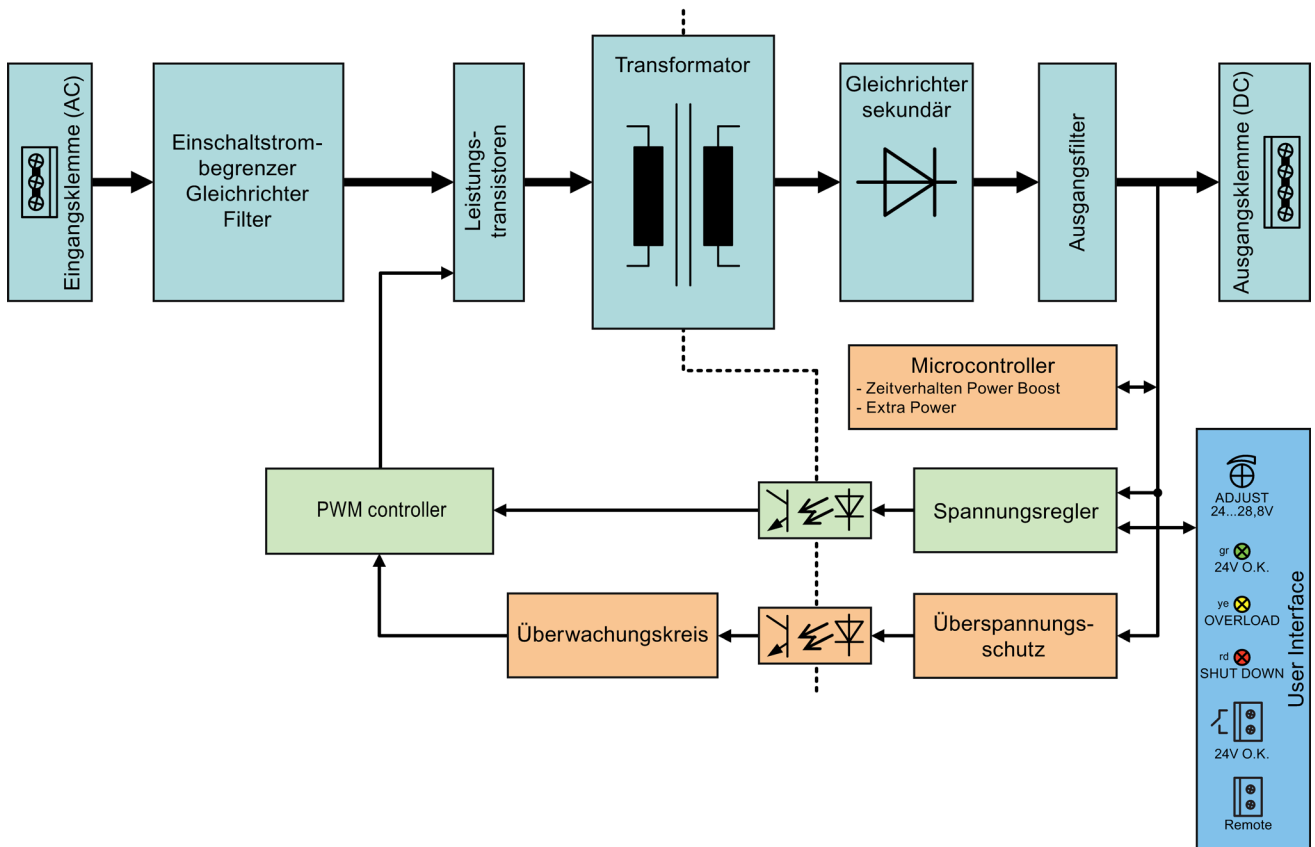 Eingangsklemme (AC)
Einschaltstrom-
begrenzer
Gleichrichter
Filter
Leistungs-
transistoren
Transformator
Gleichrichter
sekundär
Ausgangsfilter
Ausgangsklemme (DC)
Microcontroller
- Zeitverhalten Power Boost
- Extra Power
PWM controller
Spannungsregler
Überwachungskreis
Überspannungs-
schutz
User Interface
ADJUST
24...28,8V
gr
24V O.K.
ye
OVERLOAD
rd
SHUT DOWN
24V O.K.
Remote